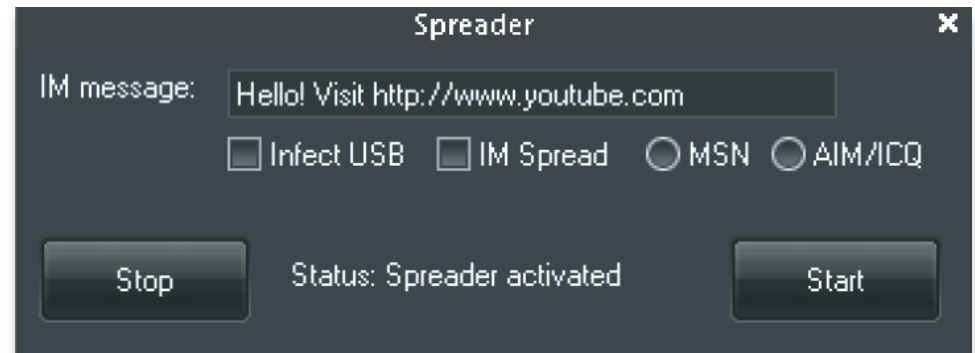 Spreader
IM message: Hello! Visit http://www.youtube.com
Infect USB IM Spread MSN AIM/ICQ
Stop Status: Spreader activated Start